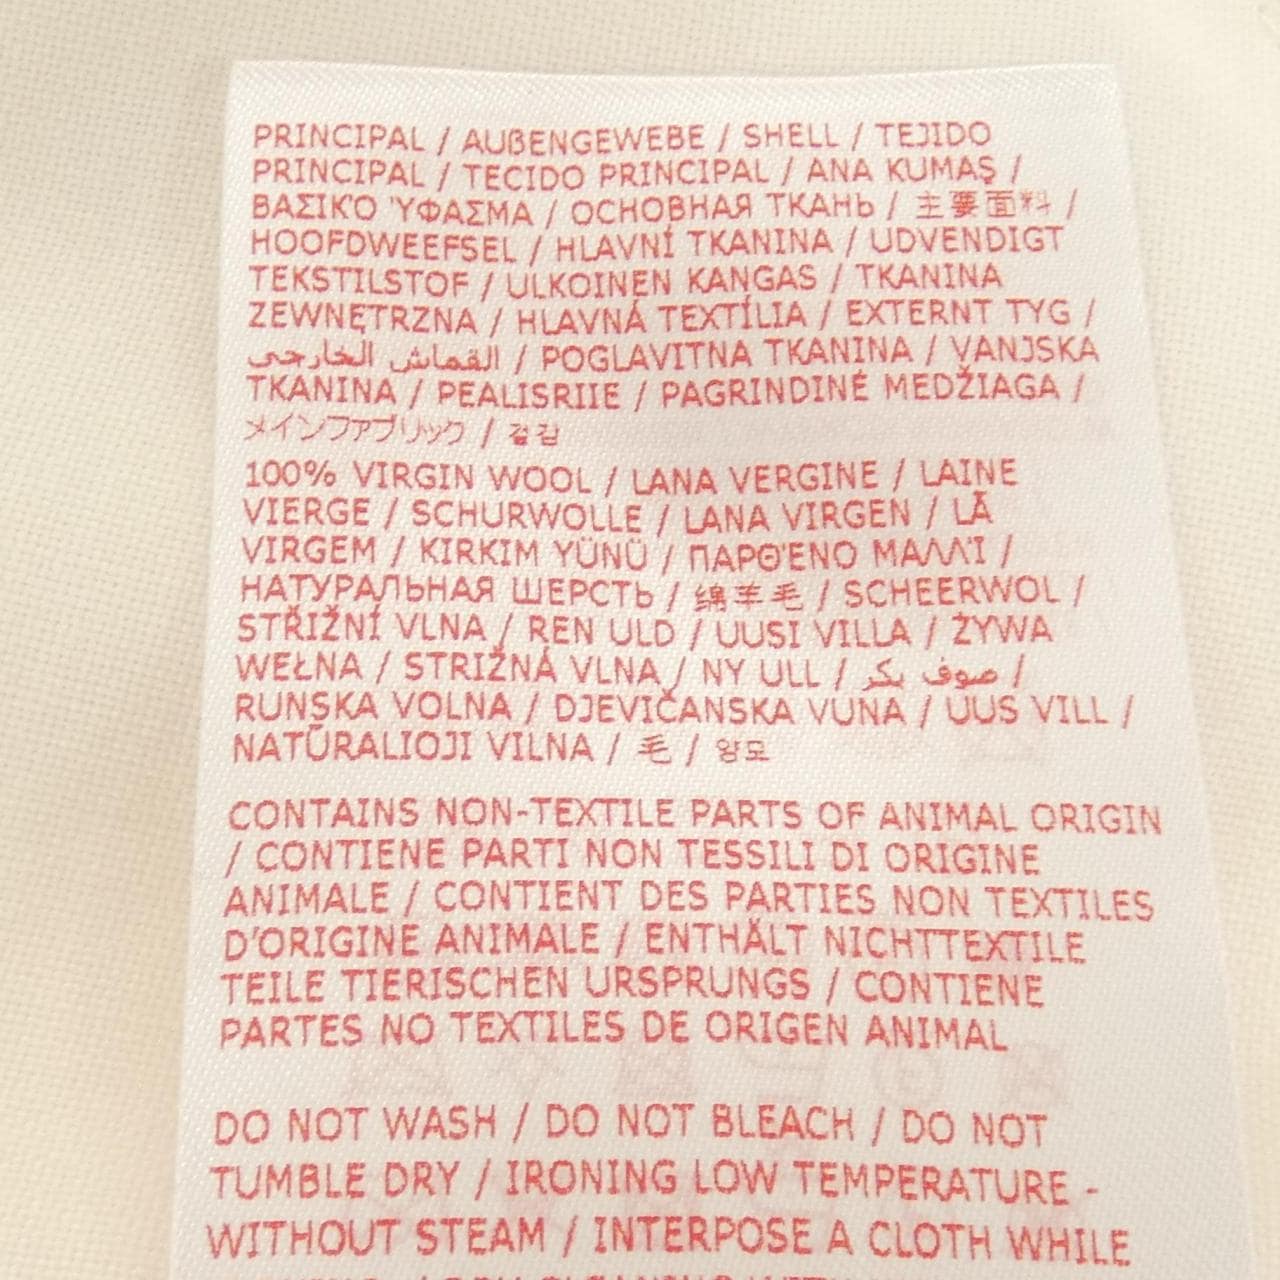 PRINCIPAL / AUßENGEWEBE / SHELL / TEJIDO
PRINCIPAL / TECIDO PRINCIPAL / ANA KUMAŞ /
ΒΑΣΙΚΌ ΎΦΑΣΜΑ / ОСНОВНАЯ ТКАНЬ / 主要面料 /
HOOFDWEEFSEL / HLAVNÍ TKANINA / UDVENDIGT
TEKSTILSTOF / ULKOINEN KANGAS / TKANINA
ZEWNĘTRZNA / HLAVNÁ TEXTÍLIA / EXTERNT TYG /
القماش الخارجي / POGLAVITNA TKANINA / VANJSKA
TKANINA / PEALISRIIE / PAGRINDINĖ MEDŽIAGA /
メインファブリック / 겉감
100% VIRGIN WOOL / LANA VERGINE / LAINE
VIERGE / SCHURWOLLE / LANA VIRGEN / LÃ
VIRGEM / KIRKIM YÜNÜ / ΠΑΡΘΈΝΟ ΜΑΛΛΊ /
НАТУРАЛЬНАЯ ШЕРСТЬ / 绵羊毛 / SCHEERWOL /
STŘIŽNÍ VLNA / REN ULD / UUSI VILLA / ŻYWA
WEŁNA / STRIŽNÁ VLNA / NY ULL / صوف بكر /
RUNSKA VOLNA / DJEVIČANSKA VUNA / UUS VILL /
NATŪRALIOJI VILNA / 毛 / 양모
CONTAINS NON-TEXTILE PARTS OF ANIMAL ORIGIN
/ CONTIENE PARTI NON TESSILI DI ORIGINE
ANIMALE / CONTIENT DES PARTIES NON TEXTILES
D'ORIGINE ANIMALE / ENTHÄLT NICHTTEXTILE
TEILE TIERISCHEN URSPRUNGS / CONTIENE
PARTES NO TEXTILES DE ORIGEN ANIMAL
DO NOT WASH / DO NOT BLEACH / DO NOT
TUMBLE DRY / IRONING LOW TEMPERATURE -
WITHOUT STEAM / INTERPOSE A CLOTH WHILE